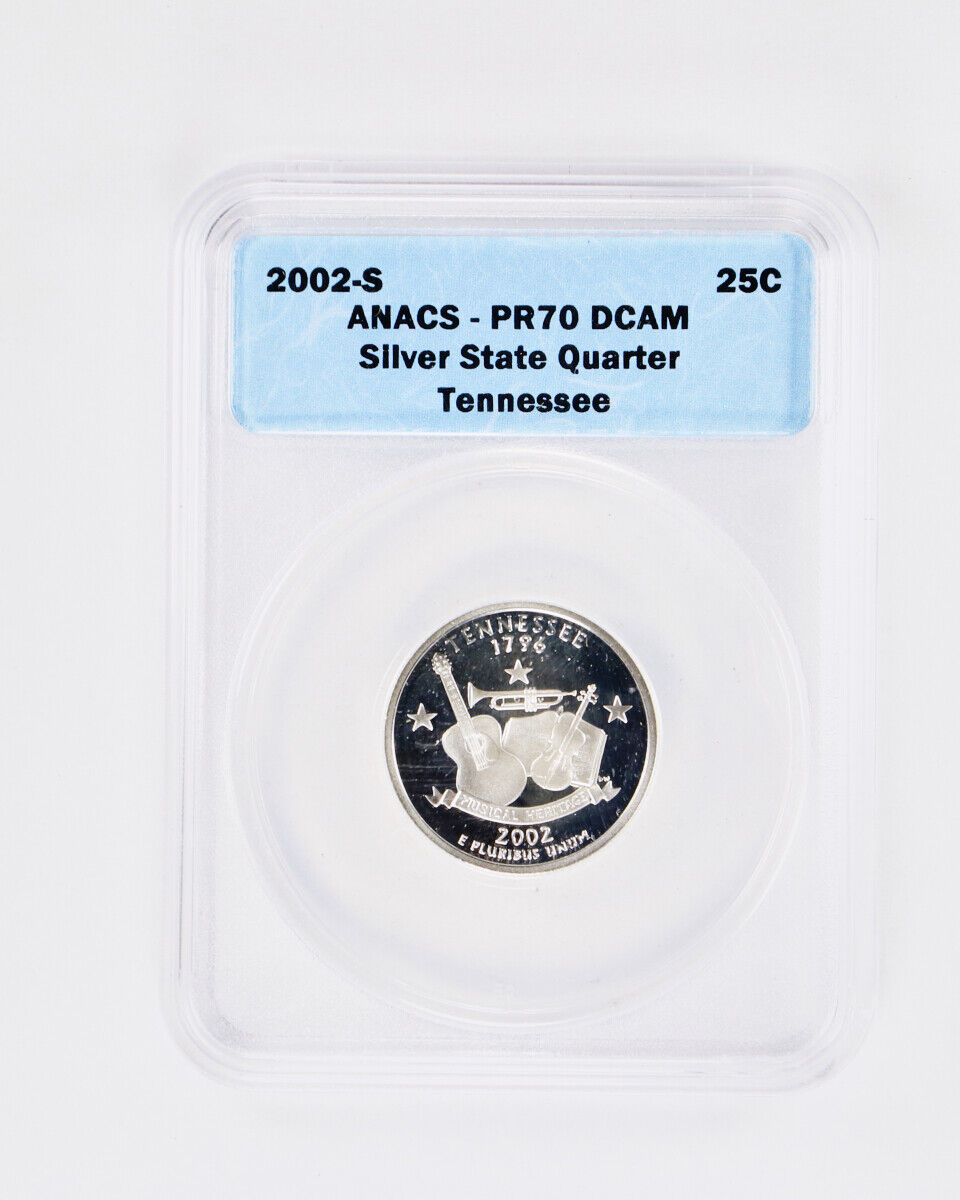 2002-S 25C
ANACS - PR70 DCAM
Silver State Quarter
Tennessee
TENNESSEE
1796
MUSICAL HERITAGE
2002
E PLURIBUS UNUM